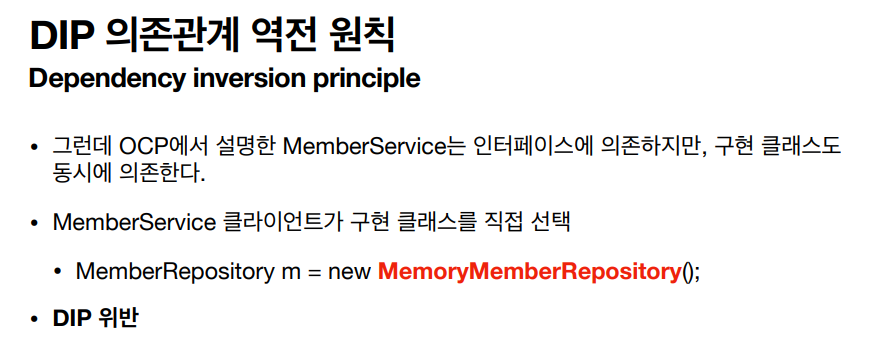 DIP 의존관계 역전 원칙
Dependency inversion principle
• 그런데 OCP에서 설명한 MemberService는 인터페이스에 의존하지만, 구현 클래스도
동시에 의존한다.
• MemberService 클라이언트가 구현 클래스를 직접 선택
• MemberRepository m = new MemoryMemberRepository();
• DIP 위반